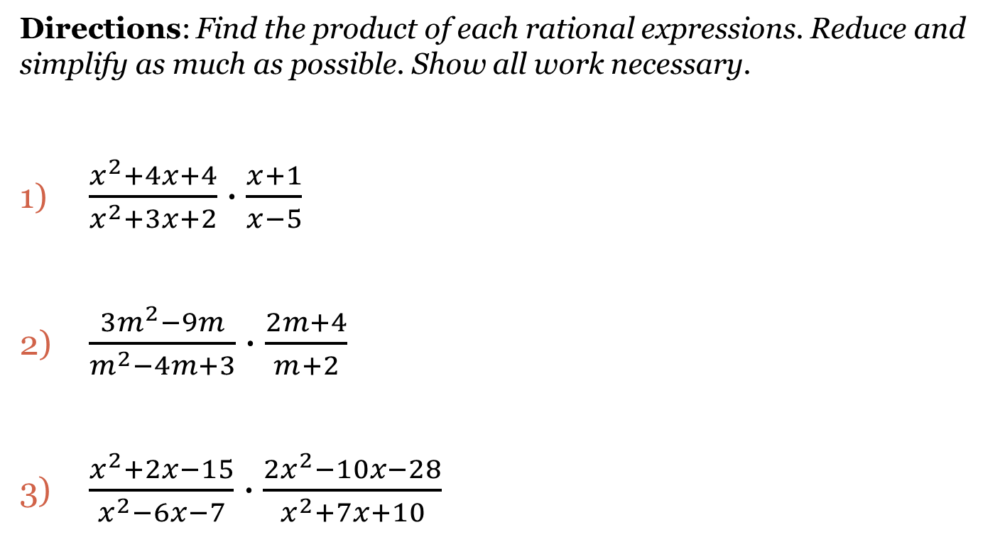 Directions: Find the product of each rational expressions. Reduce and
simplify as much as possible. Show all work necessary.
1) \frac{x^2+4x+4}{x^2+3x+2} \cdot \frac{x+1}{x-5}
2) \frac{3m^2-9m}{m^2-4m+3} \cdot \frac{2m+4}{m+2}
3) \frac{x^2+2x-15}{x^2-6x-7} \cdot \frac{2x^2-10x-28}{x^2+7x+10}